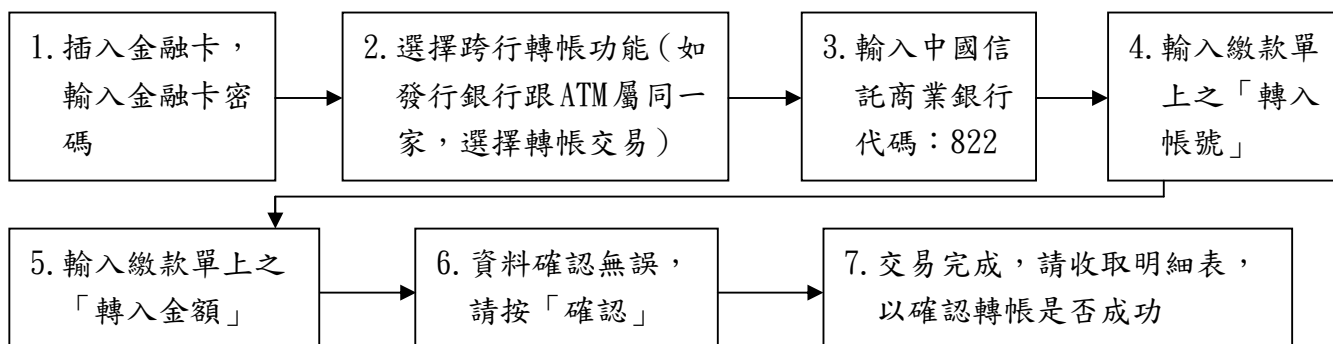 1.插入金融卡，
輸入金融卡密
碼
2.選擇跨行轉帳功能(如
發行銀行跟ATM屬同一
家，選擇轉帳交易)
3.輸入中國信
託商業銀行
代碼：822
4.輸入繳款單
上之「轉入
帳號」
5.輸入繳款單上之
「轉入金額」
6.資料確認無誤，
請按「確認」
7.交易完成，請收取明細表，
以確認轉帳是否成功